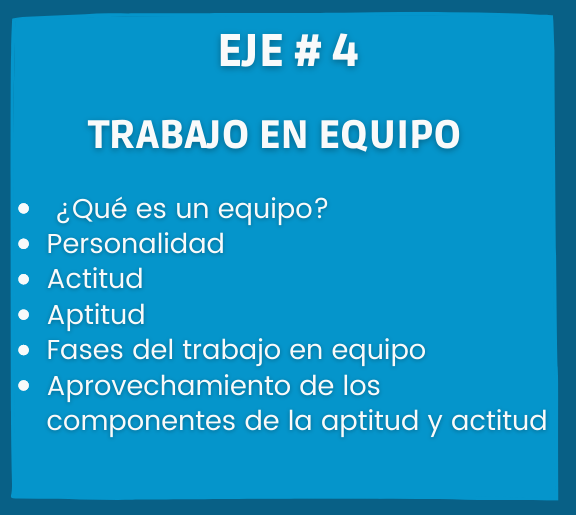 EJE # 4
TRABAJO EN EQUIPO
• ¿Qué es un equipo?
• Personalidad
• Actitud
• Aptitud
• Fases del trabajo en equipo
• Aprovechamiento de los
componentes de la aptitud y actitud